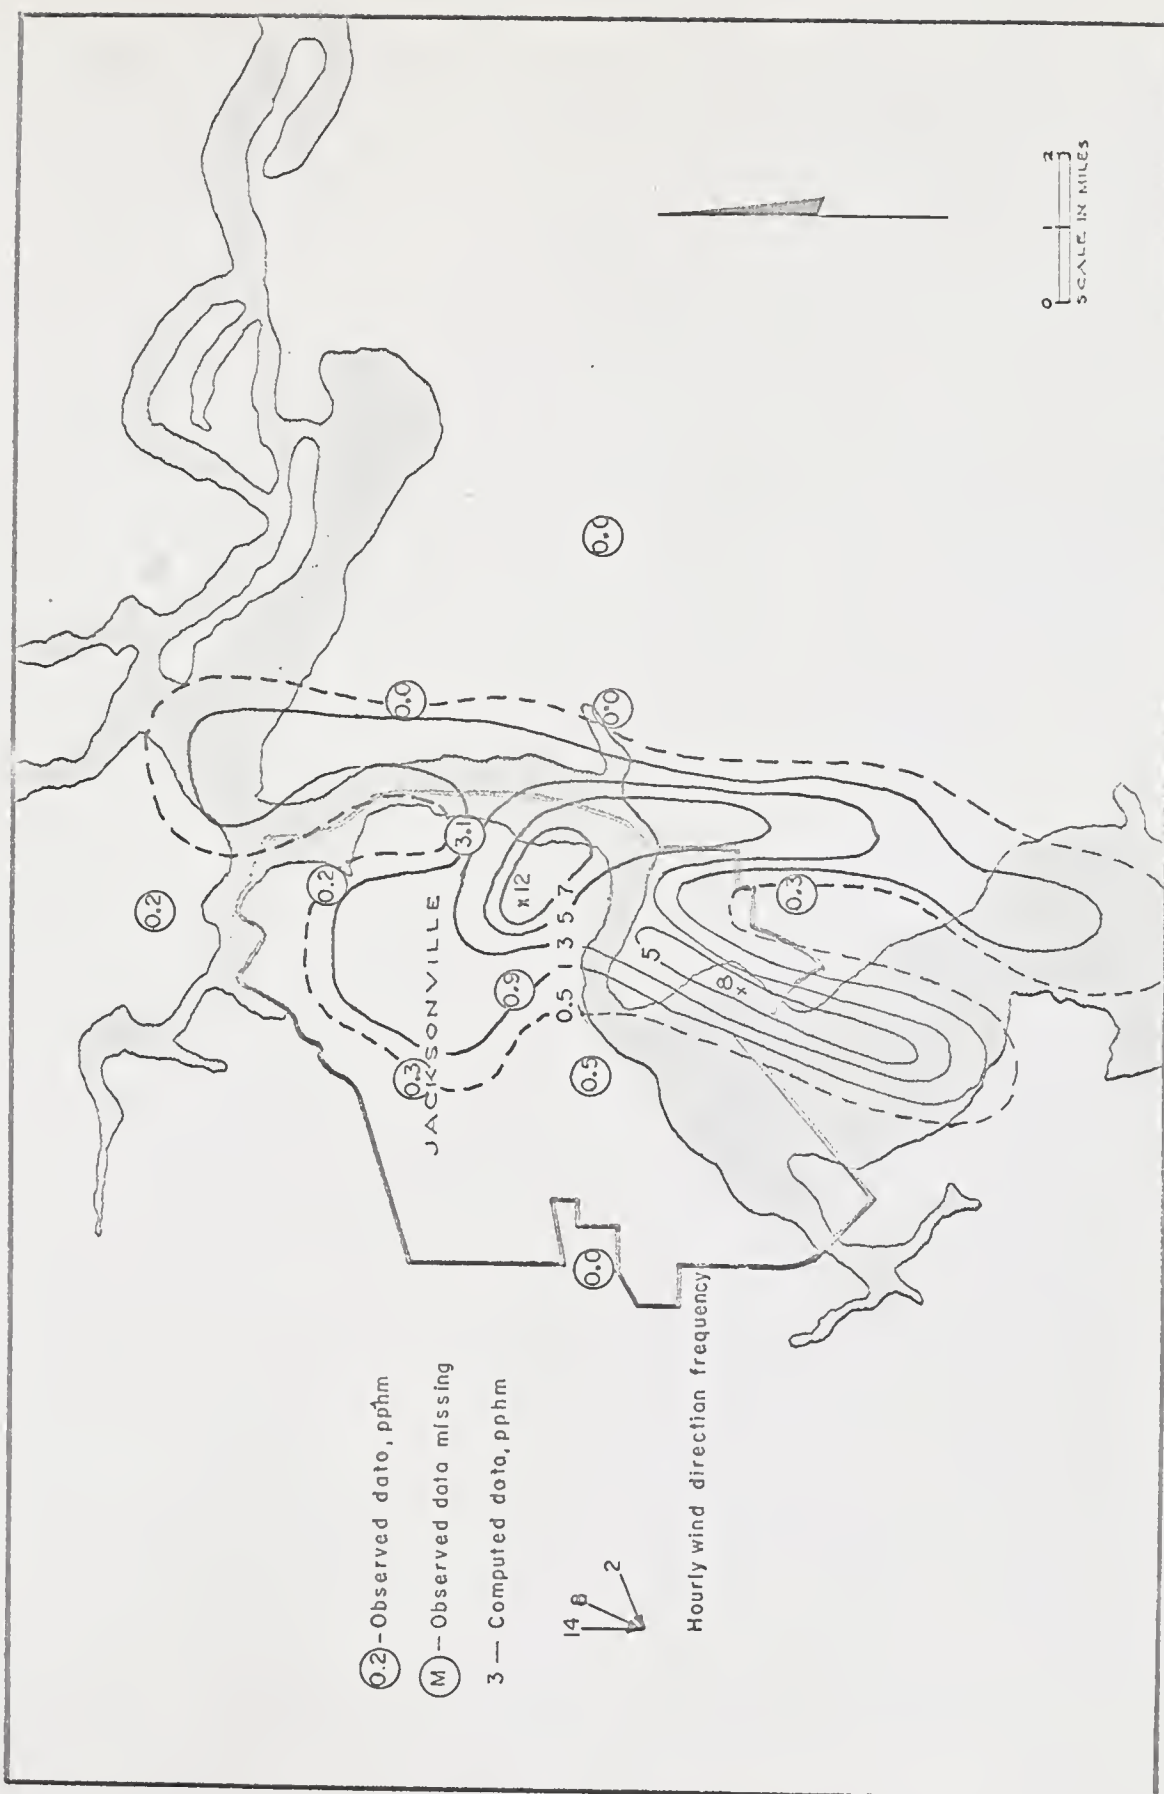 0.2 – Observed dato, pphm
M -- Observed data missing
3 — Computed data, pphm
14
8
2
Hourly wind direction frequency
JACKSONVILLE
0.2
0.2
0.3
3.1
0.9
0.5
0.0
0.0
0.0
0.0
0.3
x 12
7
5
3
1
0.5
5
8 x
0 1 2
SCALE IN MILES